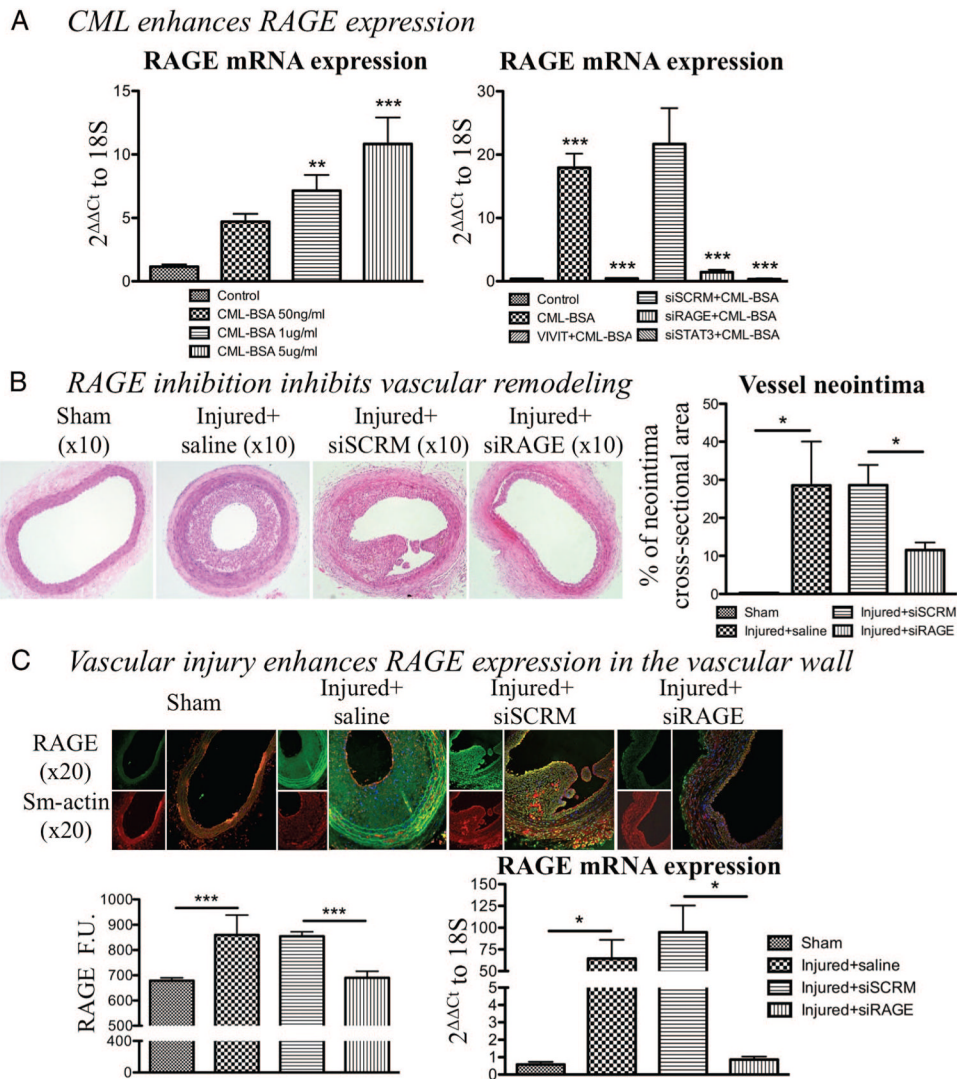 A CML enhances RAGE expression
RAGE mRNA expression
2ΔΔCt to 18S
15
10
5
0
**
***
Control
CML-BSA 50ng/ml
CML-BSA 1ug/ml
CML-BSA 5ug/ml
RAGE mRNA expression
2ΔΔCt to 18S
30
20
10
0
***
***
***
***
Control
CML-BSA
VIVIT+CML-BSA
siSCRM+CML-BSA
siRAGE+CML-BSA
siSTAT3+CML-BSA
B RAGE inhibition inhibits vascular remodeling
Sham
(x10)
Injured+
saline (x10)
Injured+
siSCRM (x10)
Injured+
siRAGE (x10)
Vessel neointima
% of neointima
cross-sectional area
50
40
30
20
10
0
*
*
Sham
Injured+saline
Injured+siSCRM
Injured+siRAGE
C Vascular injury enhances RAGE expression in the vascular wall
Sham
Injured+
saline
Injured+
siSCRM
Injured+
siRAGE
RAGE
(x20)
Sm-actin
(x20)
RAGE F.U.
1000
900
800
700
600
500
400
0
***
***
RAGE mRNA expression
2ΔΔCt to 18S
125
100
75
50
5
4
3
2
1
0
*
*
Sham
Injured+saline
Injured+siSCRM
Injured+siRAGE